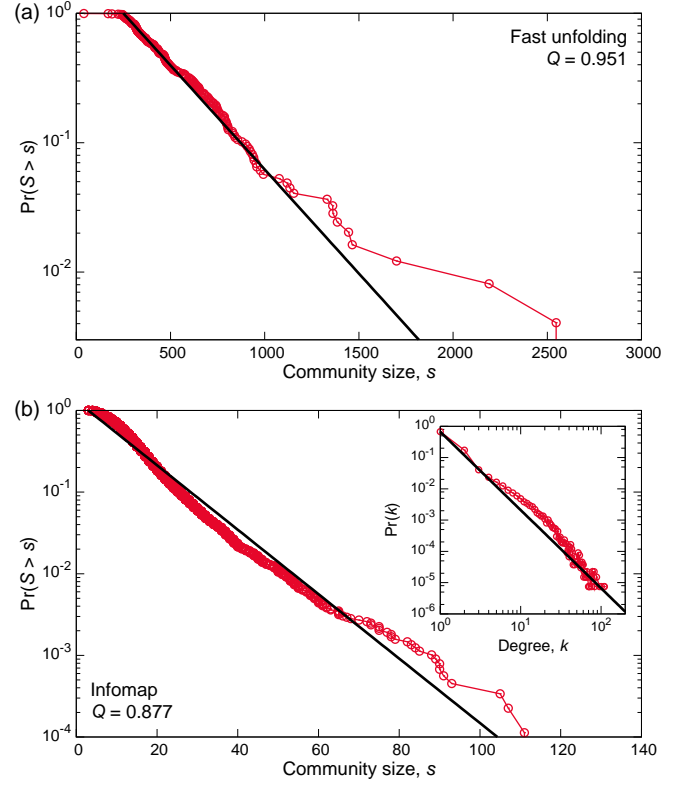 (a)
Fast unfolding
Q = 0.951
Pr(S > s)
10^0
10^-1
10^-2
0 500 1000 1500 2000 2500 3000
Community size, s
(b)
Pr(S > s)
10^0
10^-1
10^-2
10^-3
10^-4
Infomap
Q = 0.877
0 20 40 60 80 100 120 140
Community size, s
Pr(k)
10^0
10^-1
10^-2
10^-3
10^-4
10^-5
10^-6
10^0 10^1 10^2
Degree, k